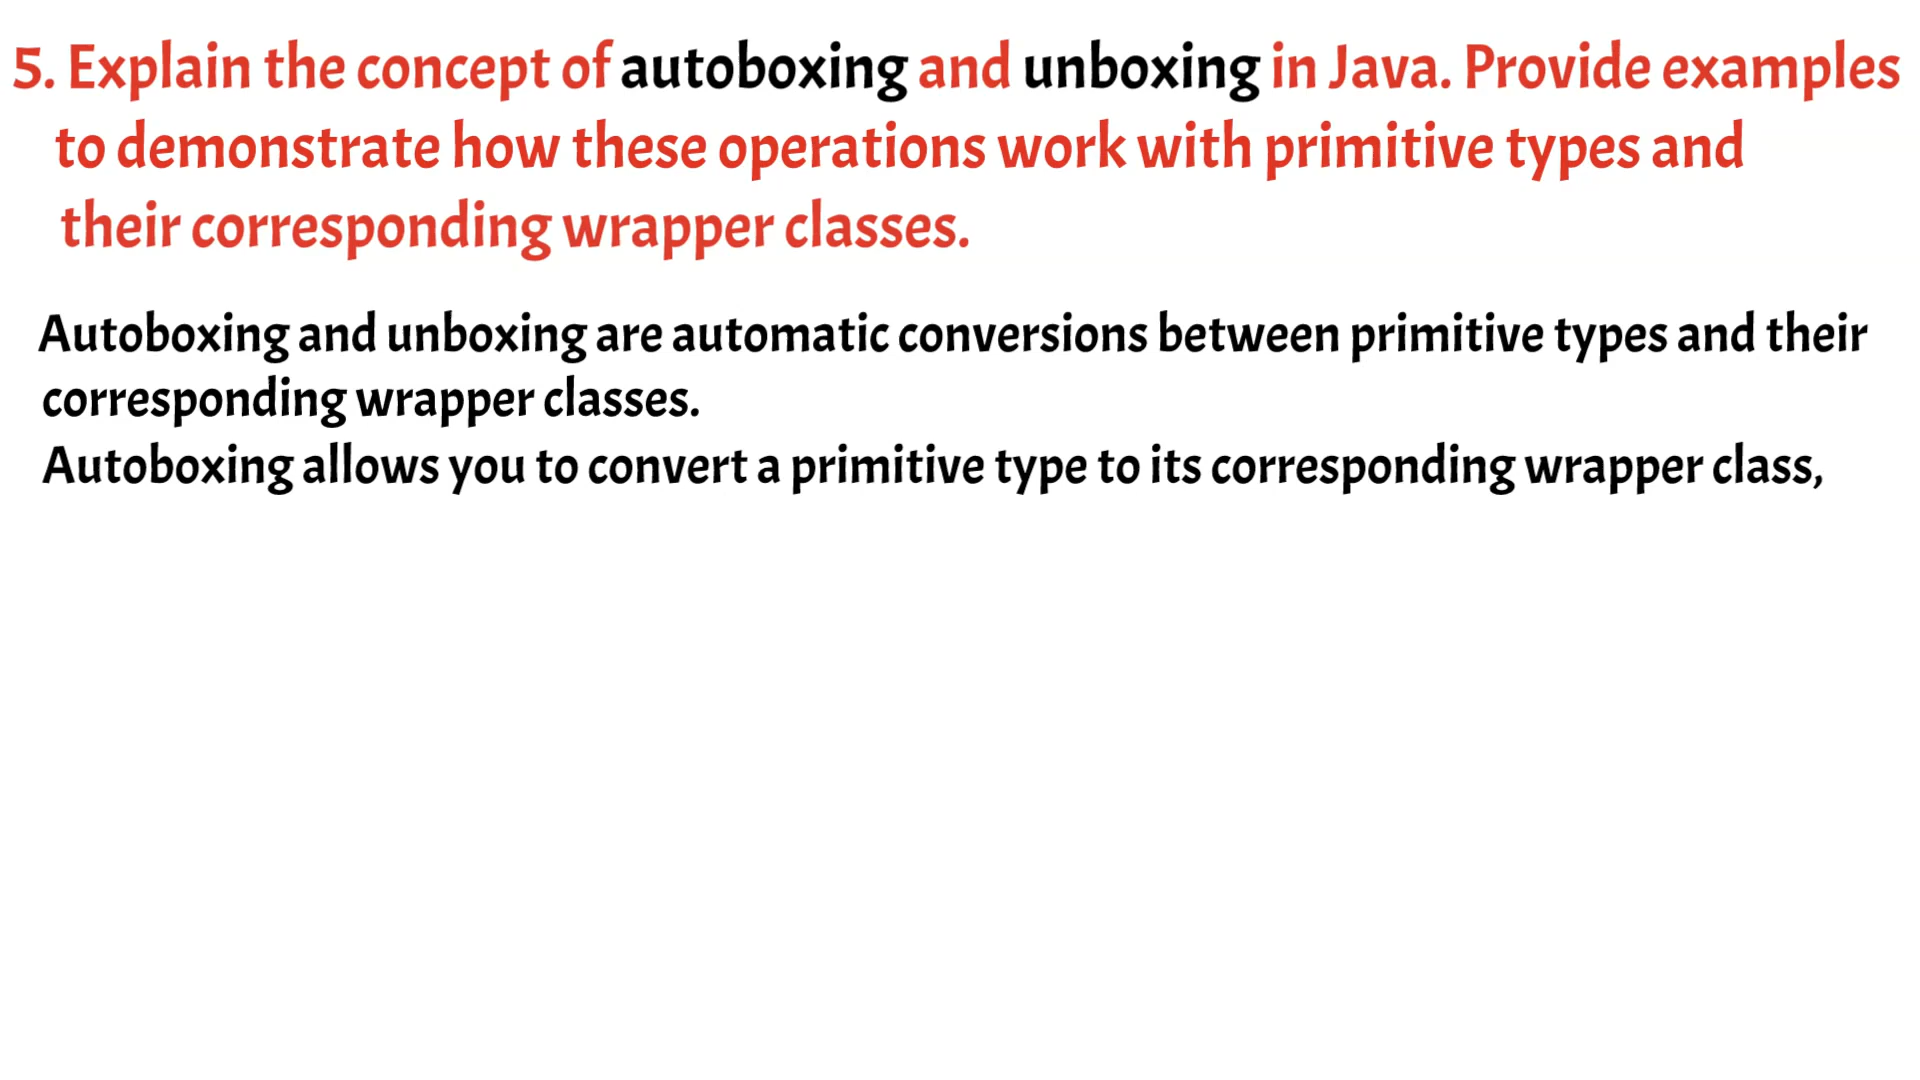 5. Explain the concept of autoboxing and unboxing in Java. Provide examples
to demonstrate how these operations work with primitive types and
their corresponding wrapper classes.
Autoboxing and unboxing are automatic conversions between primitive types and their
corresponding wrapper classes.
Autoboxing allows you to convert a primitive type to its corresponding wrapper class,